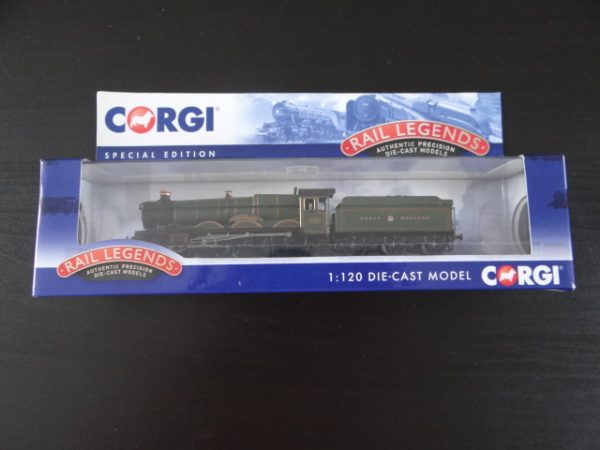 CORGI
SPECIAL EDITION
RAIL LEGENDS
AUTHENTIC PRECISION
DIE-CAST MODELS
GREAT WESTERN
RAIL LEGENDS
AUTHENTIC PRECISION
DIE-CAST MODELS
1:120 DIE-CAST MODEL
CORGI